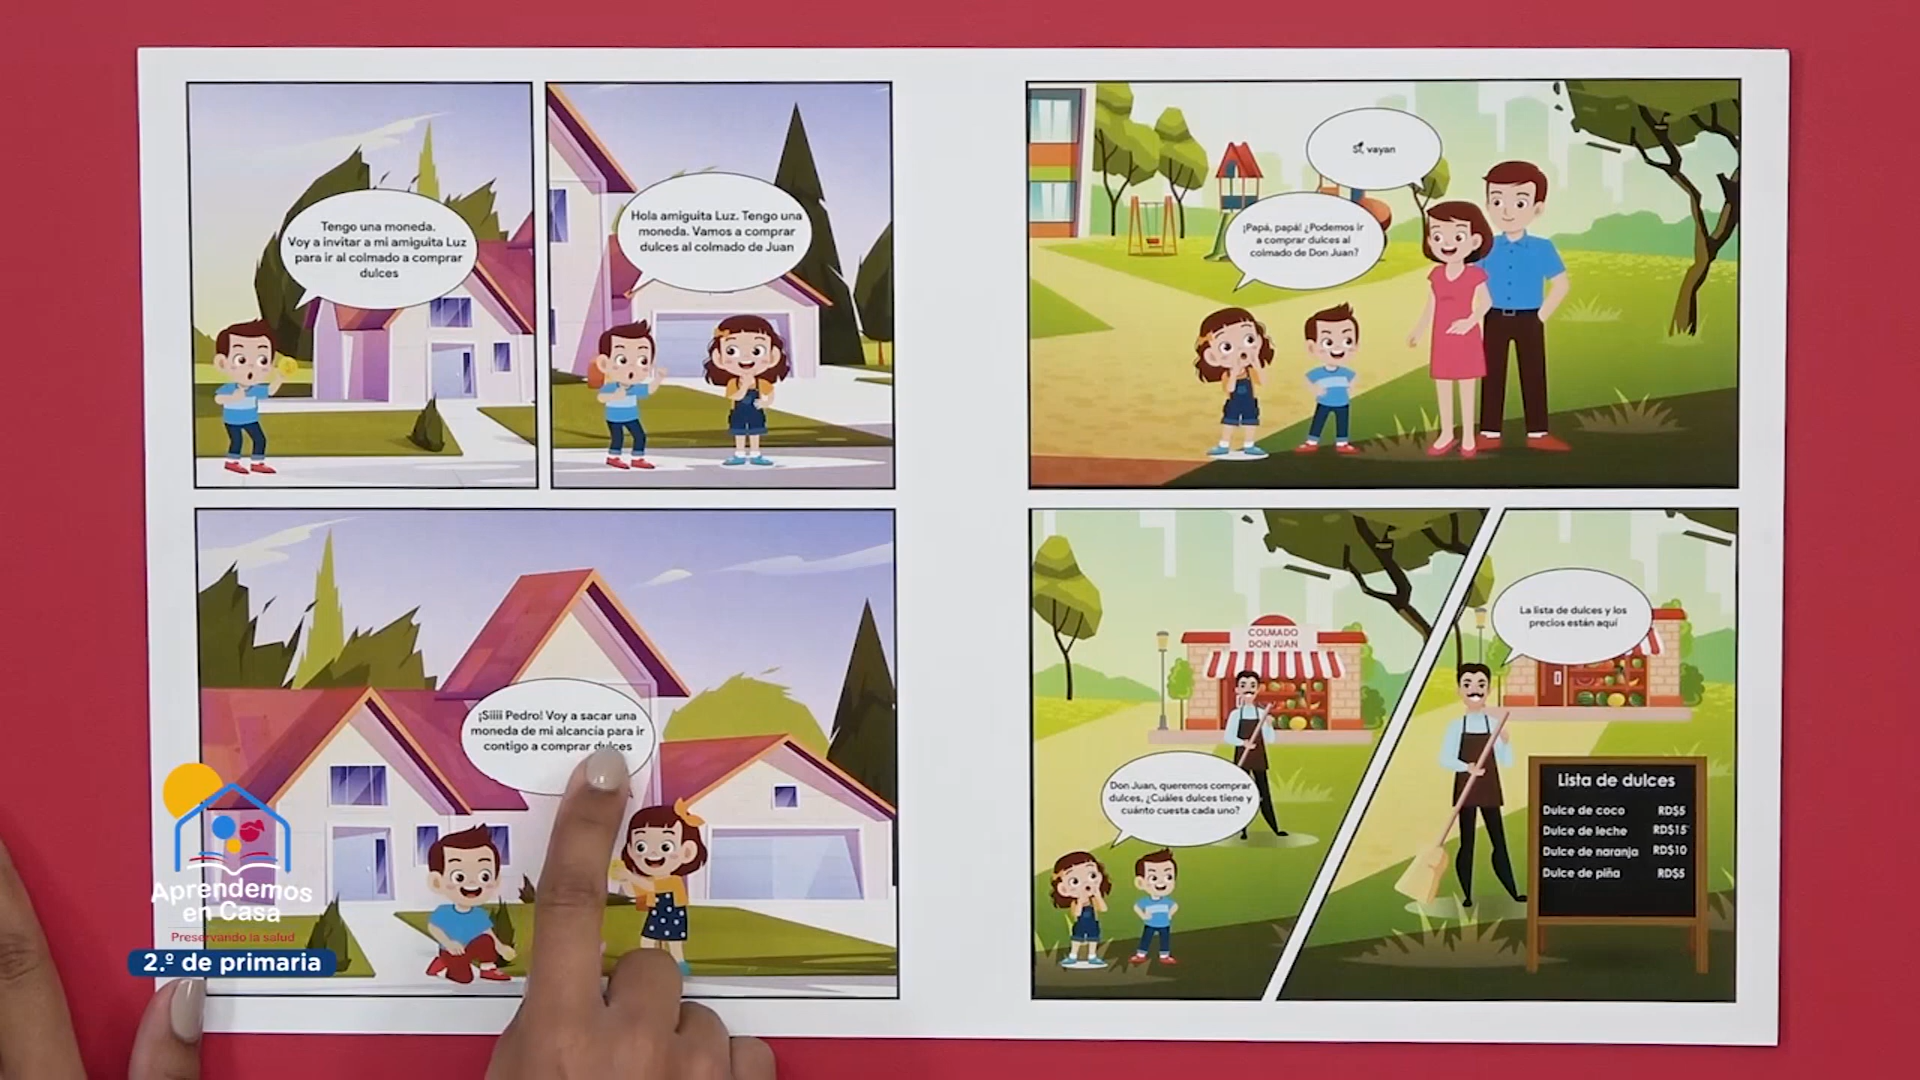 Tengo una moneda.
Voy a invitar a mi amiguita Luz
para ir al colmado a comprar
dulces
Hola amiguita Luz. Tengo una
moneda. Vamos a comprar
dulces al colmado de Juan
¡Siiii Pedro! Voy a sacar una
moneda de mi alcancía para ir
contigo a comprar dulces
Sí, vayan
¡Papá, papá! ¿Podemos ir
a comprar dulces al
colmado de Don Juan?
COLMADO
DON JUAN
Don Juan, queremos comprar
dulces, ¿Cuáles dulces tiene y
cuánto cuesta cada uno?
La lista de dulces y los
precios están aquí
Lista de dulces
Dulce de coco RD$5
Dulce de leche RD$15
Dulce de naranja RD$10
Dulce de piña RD$5
Aprendemos
en Casa
Preservando la salud
2.º de primaria